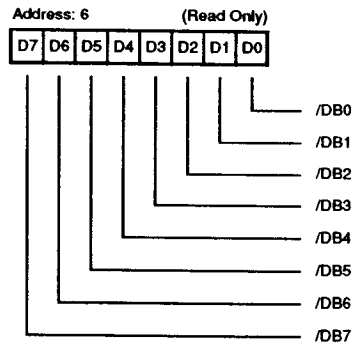 Address: 6 (Read Only)
D7 D6 D5 D4 D3 D2 D1 D0
/DB0
/DB1
/DB2
/DB3
/DB4
/DB5
/DB6
/DB7